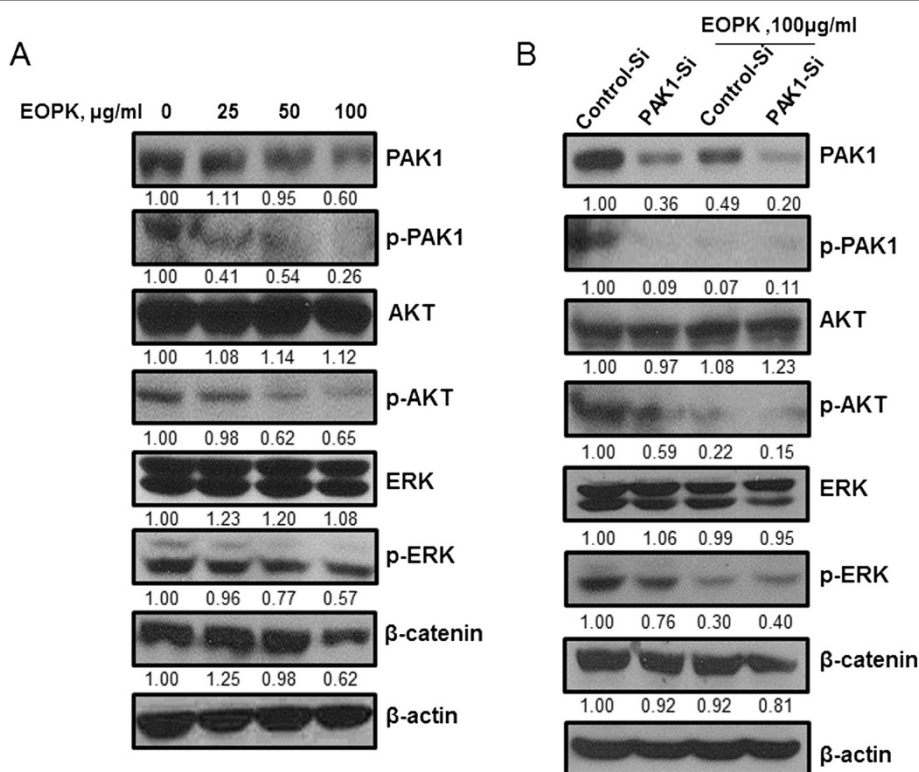 A
EOPK, µg/ml 0 25 50 100
PAK1
1.00 1.11 0.95 0.60
p-PAK1
1.00 0.41 0.54 0.26
AKT
1.00 1.08 1.14 1.12
p-AKT
1.00 0.98 0.62 0.65
ERK
1.00 1.23 1.20 1.08
p-ERK
1.00 0.96 0.77 0.57
β-catenin
1.00 1.25 0.98 0.62
β-actin
B
EOPK ,100µg/ml
Control-Si PAK1-Si Control-Si PAK1-Si
PAK1
1.00 0.36 0.49 0.20
p-PAK1
1.00 0.09 0.07 0.11
AKT
1.00 0.97 1.08 1.23
p-AKT
1.00 0.59 0.22 0.15
ERK
1.00 1.06 0.99 0.95
p-ERK
1.00 0.76 0.30 0.40
β-catenin
1.00 0.92 0.92 0.81
β-actin